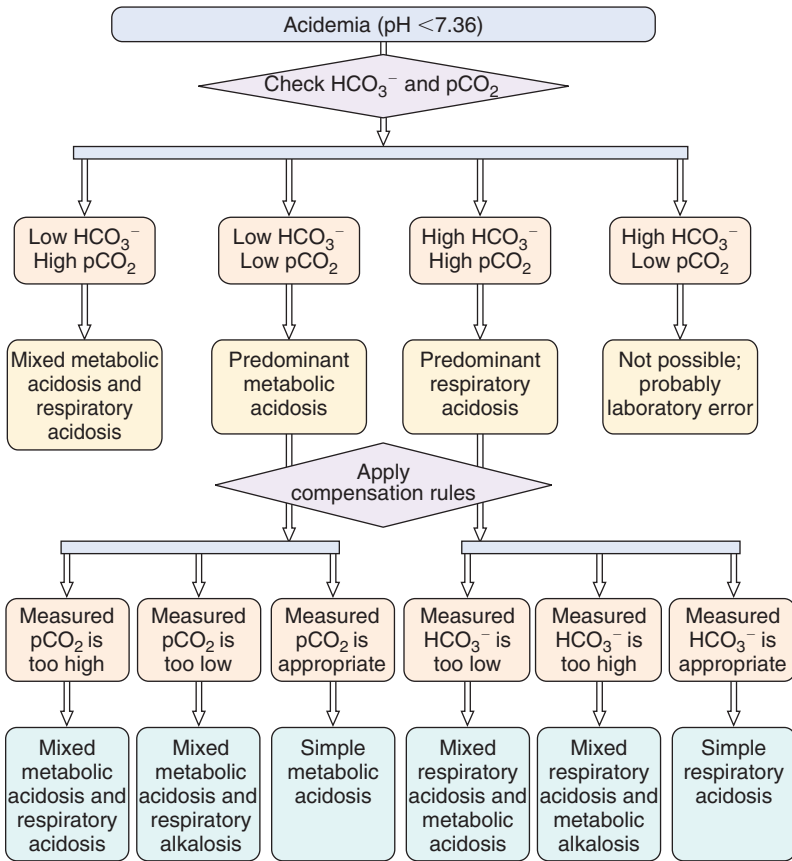 Acidemia (pH <7.36)
Check HCO₃⁻ and pCO₂
Low HCO₃⁻
High pCO₂
Low HCO₃⁻
Low pCO₂
High HCO₃⁻
High pCO₂
High HCO₃⁻
Low pCO₂
Mixed metabolic
acidosis and
respiratory
acidosis
Predominant
metabolic
acidosis
Predominant
respiratory
acidosis
Not possible;
probably
laboratory error
Apply
compensation rules
Measured
pCO₂ is
too high
Measured
pCO₂ is
too low
Measured
pCO₂ is
appropriate
Measured
HCO₃⁻ is
too low
Measured
HCO₃⁻ is
too high
Measured
HCO₃⁻ is
appropriate
Mixed
metabolic
acidosis and
respiratory
acidosis
Mixed
metabolic
acidosis and
respiratory
alkalosis
Simple
metabolic
acidosis
Mixed
respiratory
acidosis and
metabolic
acidosis
Mixed
respiratory
acidosis and
metabolic
alkalosis
Simple
respiratory
acidosis